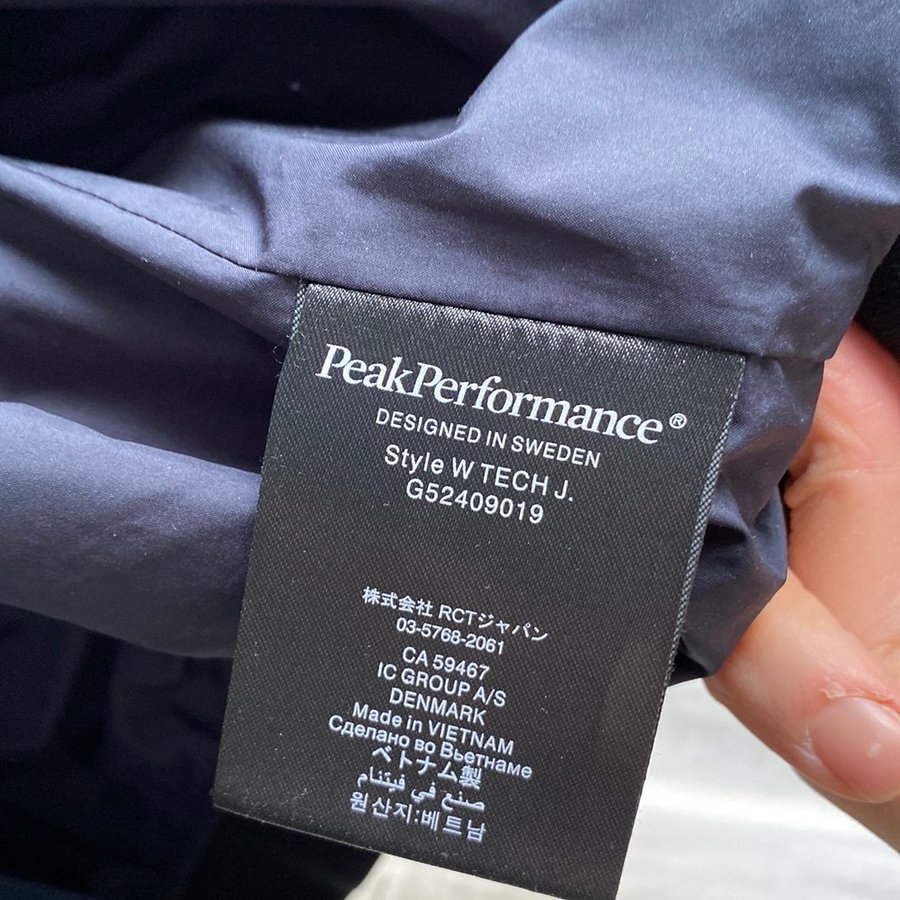 PeakPerformance®
DESIGNED IN SWEDEN
Style W TECH J.
G52409019
株式会社 RCTジャパン
03-5768-2061
CA 59467
IC GROUP A/S
DENMARK
Made in VIETNAM
Сделано во Вьетнаме
ベトナム製
صنع في فيتنام
원산지:베트남